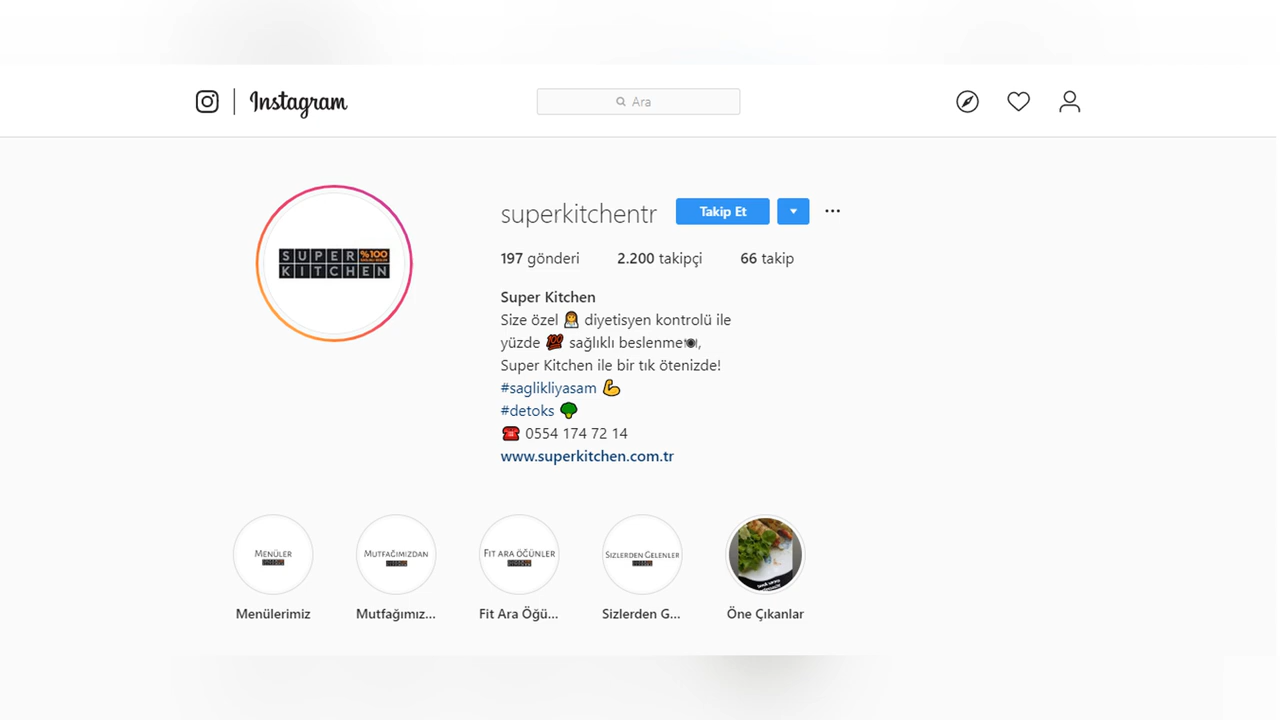 Instagram
Ara
superkitchentr Takip Et
197 gönderi 2.200 takipçi 66 takip
SUPER %100
KITCHEN
Super Kitchen
Size özel 👩‍⚕️ diyetisyen kontrolü ile
yüzde 💯 sağlıklı beslenme🍽,
Super Kitchen ile bir tık ötenizde!
#saglikliyasam 💪
#detoks 🥦
☎️ 0554 174 72 14
www.superkitchen.com.tr
MENÜLER
MUTFAĞIMIZDAN
FIT ARA ÖĞÜNLER
SIZLERDEN GELENLER
Menülerimiz
Mutfağımız...
Fit Ara Öğü...
Sizlerden G...
Öne Çıkanlar